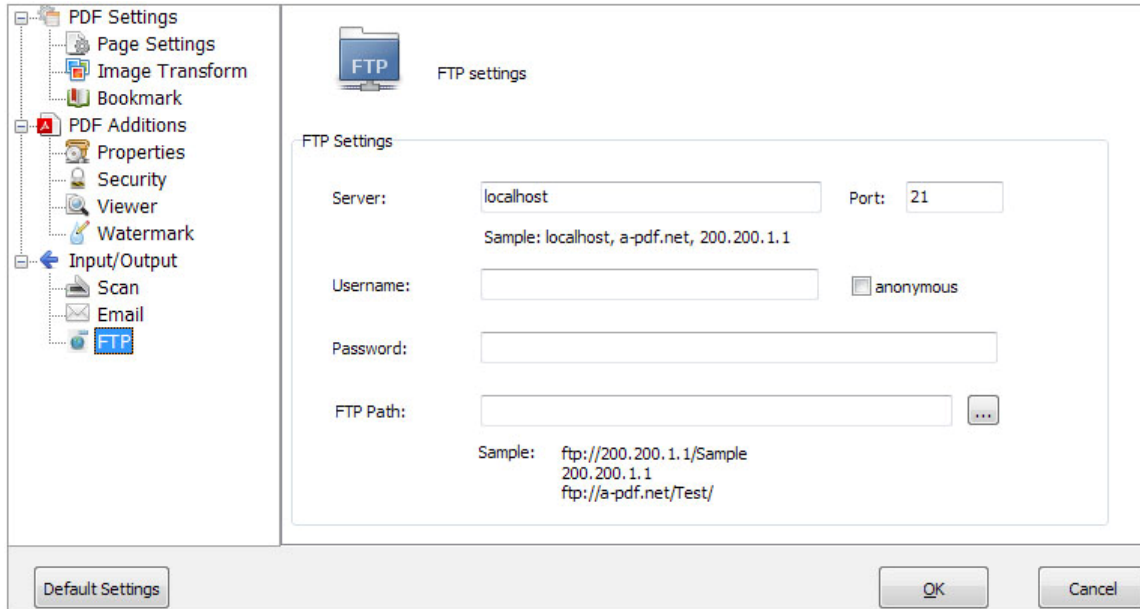 PDF Settings
Page Settings
Image Transform
Bookmark
PDF Additions
Properties
Security
Viewer
Watermark
Input/Output
Scan
Email
FTP
FTP
FTP settings
FTP Settings
Server: localhost Port: 21
Sample: localhost, a-pdf.net, 200.200.1.1
Username: anonymous
Password:
FTP Path: ...
Sample: ftp://200.200.1.1/Sample
200.200.1.1
ftp://a-pdf.net/Test/
Default Settings OK Cancel